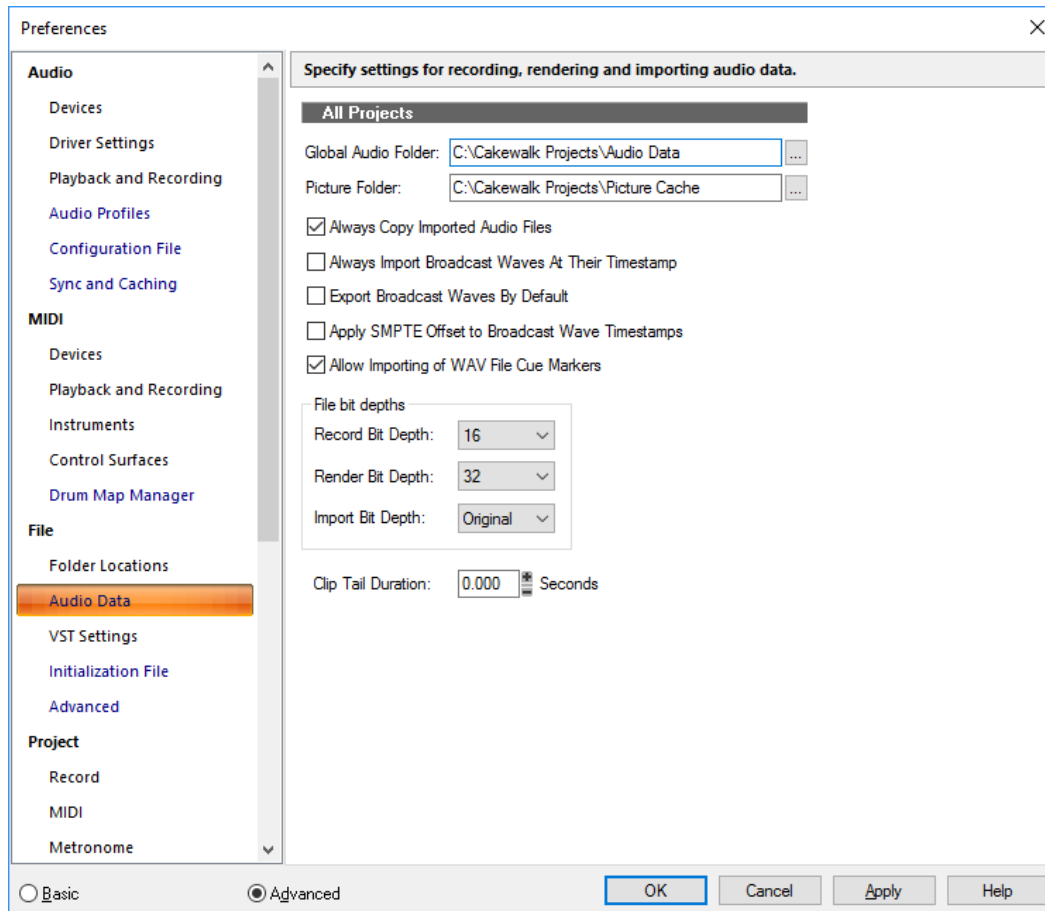 Preferences
Audio
Devices
Driver Settings
Playback and Recording
Audio Profiles
Configuration File
Sync and Caching
MIDI
Devices
Playback and Recording
Instruments
Control Surfaces
Drum Map Manager
File
Folder Locations
Audio Data
VST Settings
Initialization File
Advanced
Project
Record
MIDI
Metronome
Specify settings for recording, rendering and importing audio data.
All Projects
Global Audio Folder: C:\Cakewalk Projects\Audio Data ...
Picture Folder: C:\Cakewalk Projects\Picture Cache ...
Always Copy Imported Audio Files
Always Import Broadcast Waves At Their Timestamp
Export Broadcast Waves By Default
Apply SMPTE Offset to Broadcast Wave Timestamps
Allow Importing of WAV File Cue Markers
File bit depths
Record Bit Depth: 16
Render Bit Depth: 32
Import Bit Depth: Original
Clip Tail Duration: 0.000 Seconds
Basic Advanced OK Cancel Apply Help